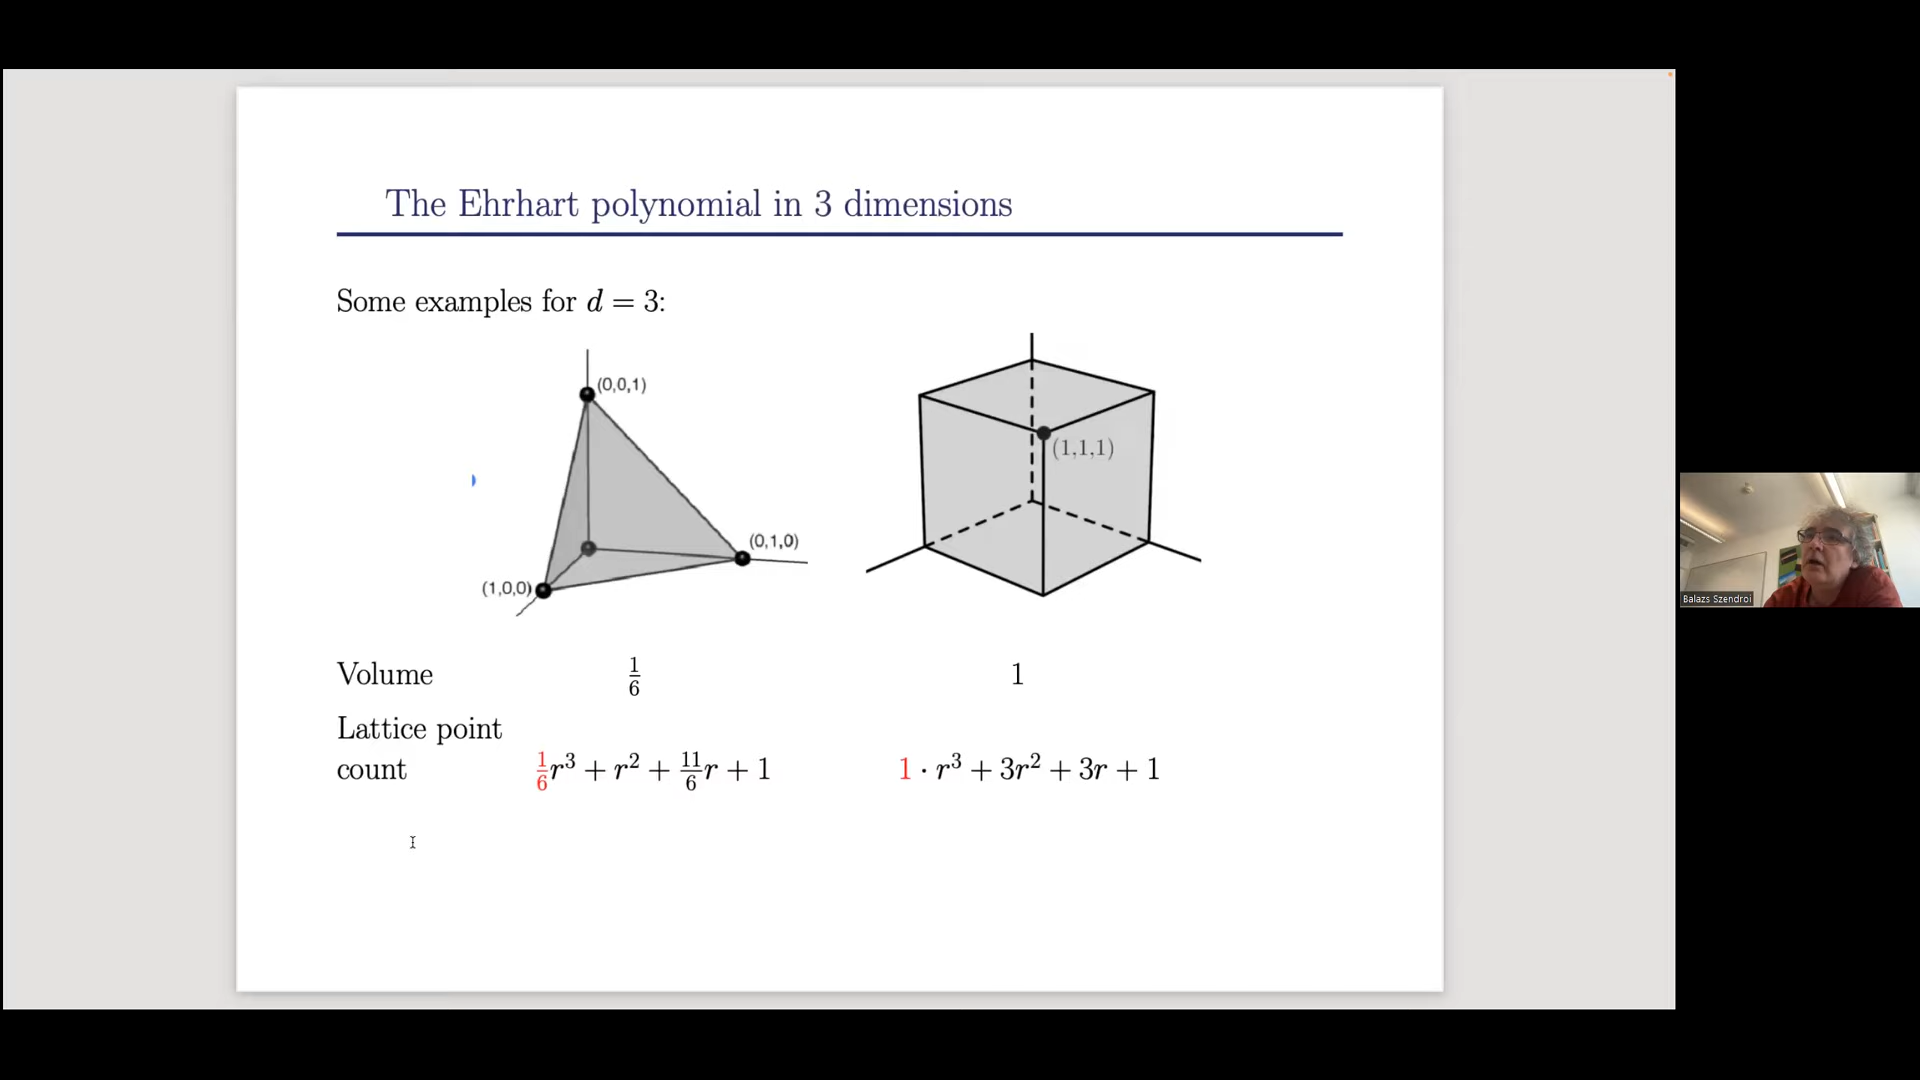 The Ehrhart polynomial in 3 dimensions
Some examples for d = 3:
(0,0,1)
(0,1,0)
(1,0,0)
(1,1,1)
Volume 1/6 1
Lattice point
count 1/6 r³ + r² + 11/6 r + 1 1 · r³ + 3r² + 3r + 1
Balazs Szendroi